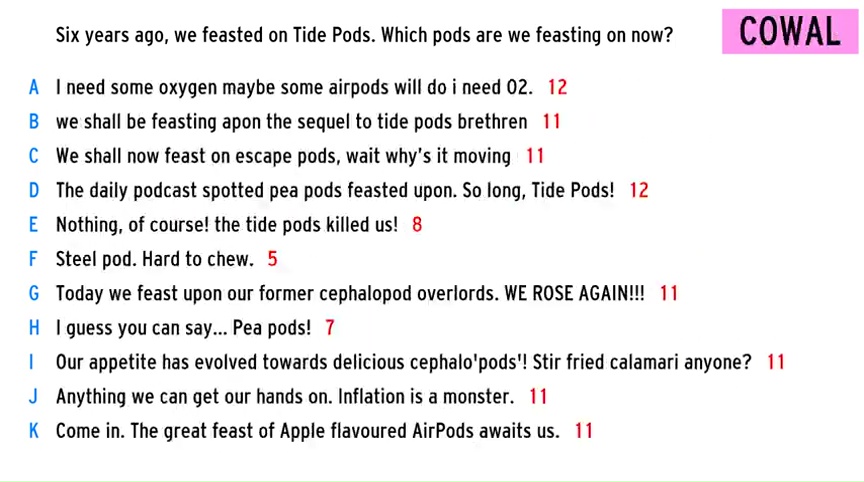 Six years ago, we feasted on Tide Pods. Which pods are we feasting on now?
COWAL
A I need some oxygen maybe some airpods will do i need O2. 12
B we shall be feasting apon the sequel to tide pods brethren 11
C We shall now feast on escape pods, wait why's it moving 11
D The daily podcast spotted pea pods feasted upon. So long, Tide Pods! 12
E Nothing, of course! the tide pods killed us! 8
F Steel pod. Hard to chew. 5
G Today we feast upon our former cephalopod overlords. WE ROSE AGAIN!!! 11
H I guess you can say... Pea pods! 7
I Our appetite has evolved towards delicious cephalo'pods'! Stir fried calamari anyone? 11
J Anything we can get our hands on. Inflation is a monster. 11
K Come in. The great feast of Apple flavoured AirPods awaits us. 11